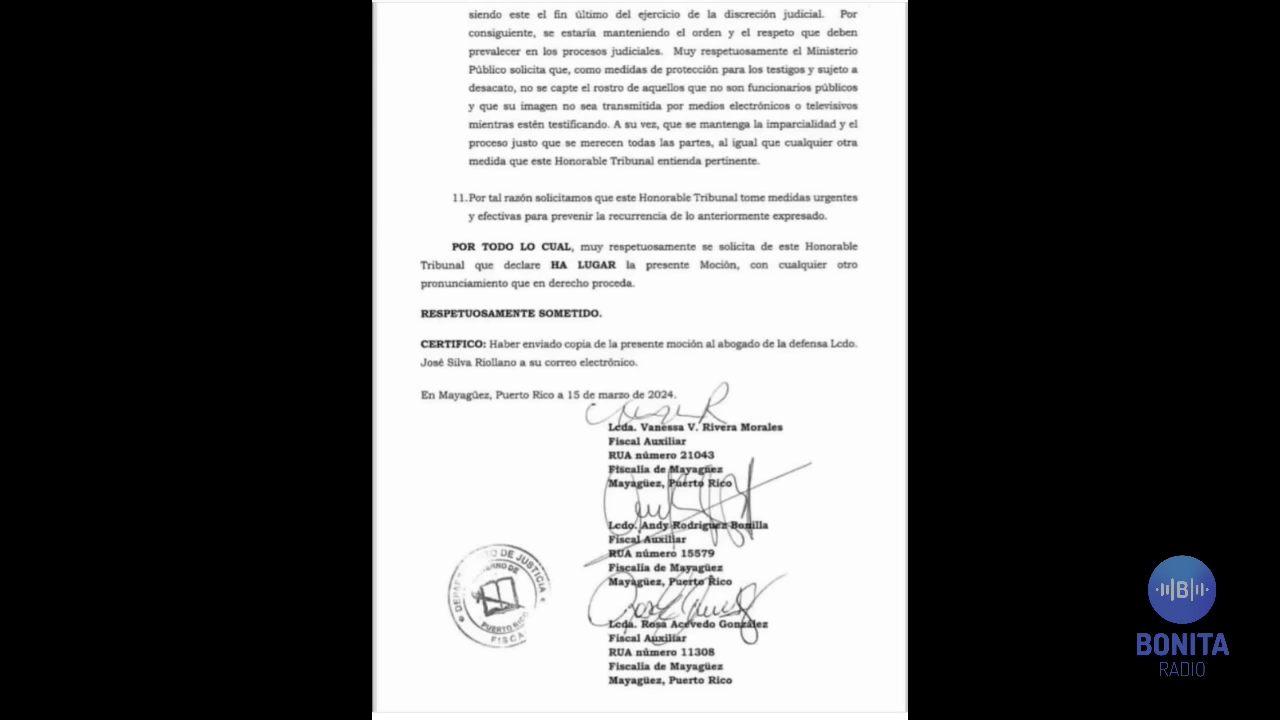 siendo este el fin último del ejercicio de la discreción judicial. Por
consiguiente, se estaría manteniendo el orden y el respeto que deben
prevalecer en los procesos judiciales. Muy respetuosamente el Ministerio
Público solicita que, como medidas de protección para los testigos y sujeto a
desacato, no se capte el rostro de aquellos que no son funcionarios públicos
y que su imagen no sea transmitida por medios electrónicos o televisivos
mientras estén testificando. A su vez, que se mantenga la imparcialidad y el
proceso justo que se merecen todas las partes, al igual que cualquier otra
medida que este Honorable Tribunal entienda pertinente.
11. Por tal razón solicitamos que este Honorable Tribunal tome medidas urgentes
y efectivas para prevenir la recurrencia de lo anteriormente expresado.
POR TODO LO CUAL, muy respetuosamente se solicita de este Honorable
Tribunal que declare HA LUGAR la presente Moción, con cualquier otro
pronunciamiento que en derecho proceda.
RESPETUOSAMENTE SOMETIDO.
CERTIFICO: Haber enviado copia de la presente moción al abogado de la defensa Lcdo.
José Silva Riollano a su correo electrónico.
En Mayagüez, Puerto Rico a 15 de marzo de 2024.
Lcda. Vanessa V. Rivera Morales
Fiscal Auxiliar
RUA número 21043
Fiscalía de Mayagüez
Mayagüez, Puerto Rico
Lcdo. Andy Rodríguez Bonilla
Fiscal Auxiliar
RUA número 15579
Fiscalía de Mayagüez
Mayagüez, Puerto Rico
Lcda. Rosa Acevedo González
Fiscal Auxiliar
RUA número 11308
Fiscalía de Mayagüez
Mayagüez, Puerto Rico
DE JUSTICIA
PUERTO RICO
B
BONITA
RADIO